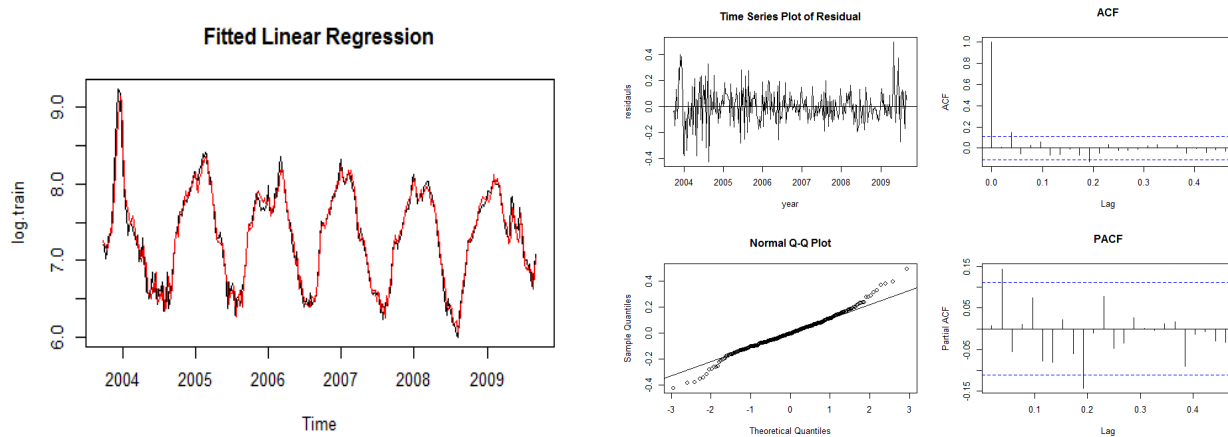 Fitted Linear Regression
log.train
9.0
8.0
7.0
6.0
2004 2005 2006 2007 2008 2009
Time
Time Series Plot of Residual
residauls
0.4
0.2
0.0
-0.2
-0.4
2004 2005 2006 2007 2008 2009
year
ACF
ACF
1.0
0.8
0.6
0.4
0.2
0.0
0.0 0.1 0.2 0.3 0.4
Lag
Normal Q-Q Plot
Sample Quantiles
0.4
0.2
0.0
-0.2
-0.4
-3 -2 -1 0 1 2 3
Theoretical Quantiles
PACF
Partial ACF
0.15
0.05
-0.05
-0.15
0.1 0.2 0.3 0.4
Lag